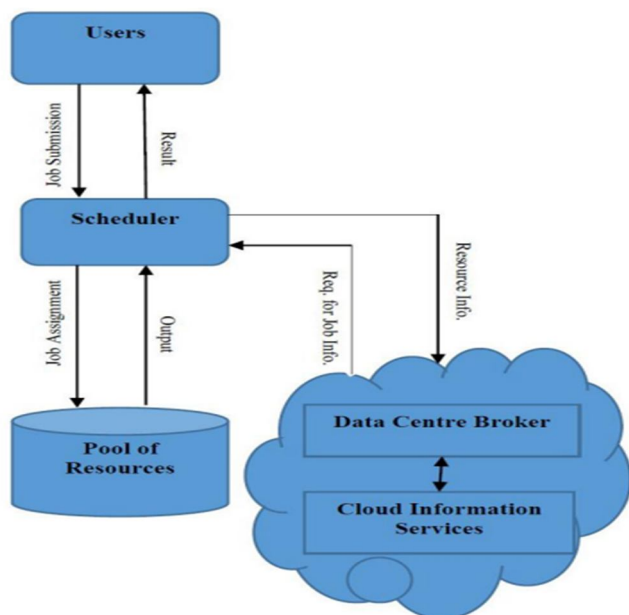 Users
Job Submission
Result
Scheduler
Job Assignment
Output
Req. for Job Info.
Resource Info.
Pool of
Resources
Data Centre Broker
Cloud Information
Services